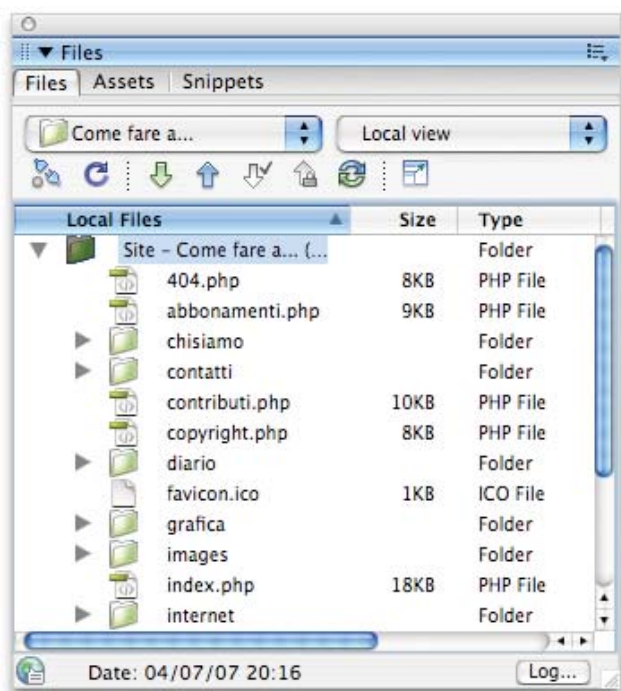 Files
Files Assets Snippets
Come fare a... Local view
Local Files Size Type
Site - Come fare a... (... Folder
404.php 8KB PHP File
abbonamenti.php 9KB PHP File
chisiamo Folder
contatti Folder
contributi.php 10KB PHP File
copyright.php 8KB PHP File
diario Folder
favicon.ico 1KB ICO File
grafica Folder
images Folder
index.php 18KB PHP File
internet Folder
Date: 04/07/07 20:16 Log...